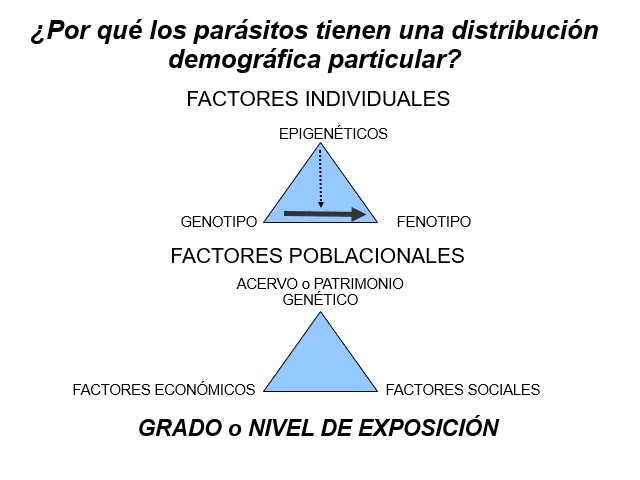 ¿Por qué los parásitos tienen una distribución
demográfica particular?
FACTORES INDIVIDUALES
EPIGENÉTICOS
GENOTIPO
FENOTIPO
FACTORES POBLACIONALES
ACERVO o PATRIMONIO
GENÉTICO
FACTORES ECONÓMICOS
FACTORES SOCIALES
GRADO o NIVEL DE EXPOSICIÓN